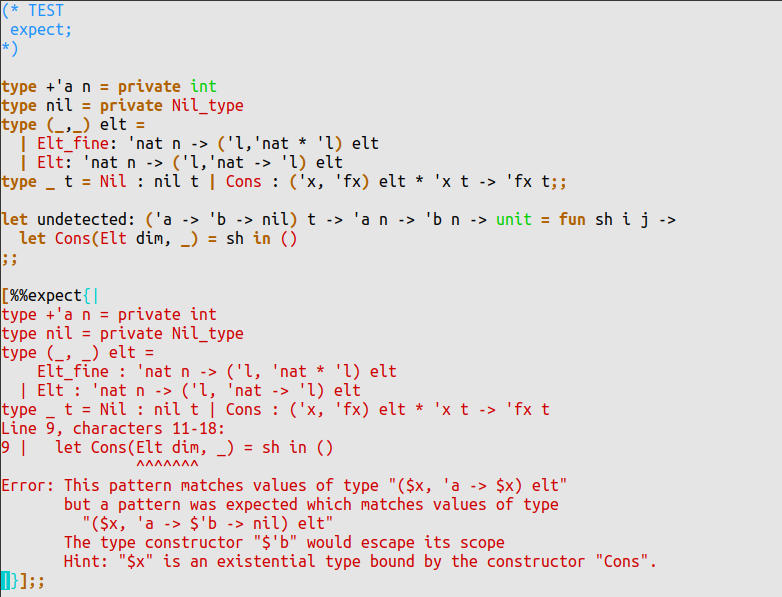 (* TEST
 expect;
*)

type +'a n = private int
type nil = private Nil_type
type (_,_) elt =
  | Elt_fine: 'nat n -> ('l,'nat * 'l) elt
  | Elt: 'nat n -> ('l,'nat -> 'l) elt
type _ t = Nil : nil t | Cons : ('x, 'fx) elt * 'x t -> 'fx t;;

let undetected: ('a -> 'b -> nil) t -> 'a n -> 'b n -> unit = fun sh i j ->
  let Cons(Elt dim, _) = sh in ()
;;

[%%expect{|
type +'a n = private int
type nil = private Nil_type
type (_, _) elt =
    Elt_fine : 'nat n -> ('l, 'nat * 'l) elt
  | Elt : 'nat n -> ('l, 'nat -> 'l) elt
type _ t = Nil : nil t | Cons : ('x, 'fx) elt * 'x t -> 'fx t
Line 9, characters 11-18:
9 |   let Cons(Elt dim, _) = sh in ()
               ^^^^^^^
Error: This pattern matches values of type "($x, 'a -> $x) elt"
       but a pattern was expected which matches values of type
         "($x, 'a -> $'b -> nil) elt"
       The type constructor "$'b" would escape its scope
       Hint: "$x" is an existential type bound by the constructor "Cons".
|}];;